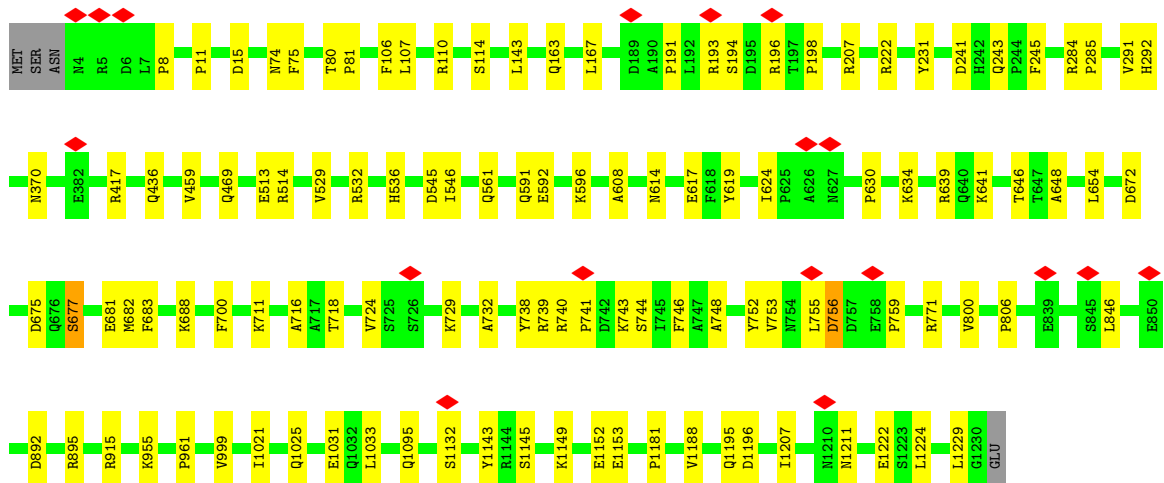 MET SER ASN N4 R5 D6 L7 P8 P11 D15 N74 F75 T80 P81 F106 L107 R110 S114 L143 Q163 L167 D189 A190 P191 L192 R193 S194 D195 R196 T197 P198 R207 R222 Y231 D241 H242 Q243 P244 F245 R284 P285 V291 H292
N370 E382 R417 Q436 V459 Q469 E513 R514 V529 R532 H536 D545 I546 Q561 Q591 E592 K596 A608 N614 E617 F618 Y619 I624 P625 A626 N627 P630 K634 R639 Q640 K641 T646 T647 A648 L654 D672
D675 Q676 S677 E681 M682 F683 K688 F700 K711 A716 A717 T718 V724 S725 S726 K729 A732 Y738 R739 R740 P741 D742 K743 S744 I745 F746 A747 A748 Y752 V753 N754 L755 D756 D757 E758 P759 R771 V800 P806 E839 S845 L846 E850
D892 R895 R915 K955 P961 V999 I1021 Q1025 E1031 Q1032 L1033 Q1095 S1132 Y1143 R1144 S1145 K1149 E1152 E1153 P1181 V1188 Q1195 D1196 I1207 N1210 N1211 E1222 S1223 L1224 L1229 G1230 GLU